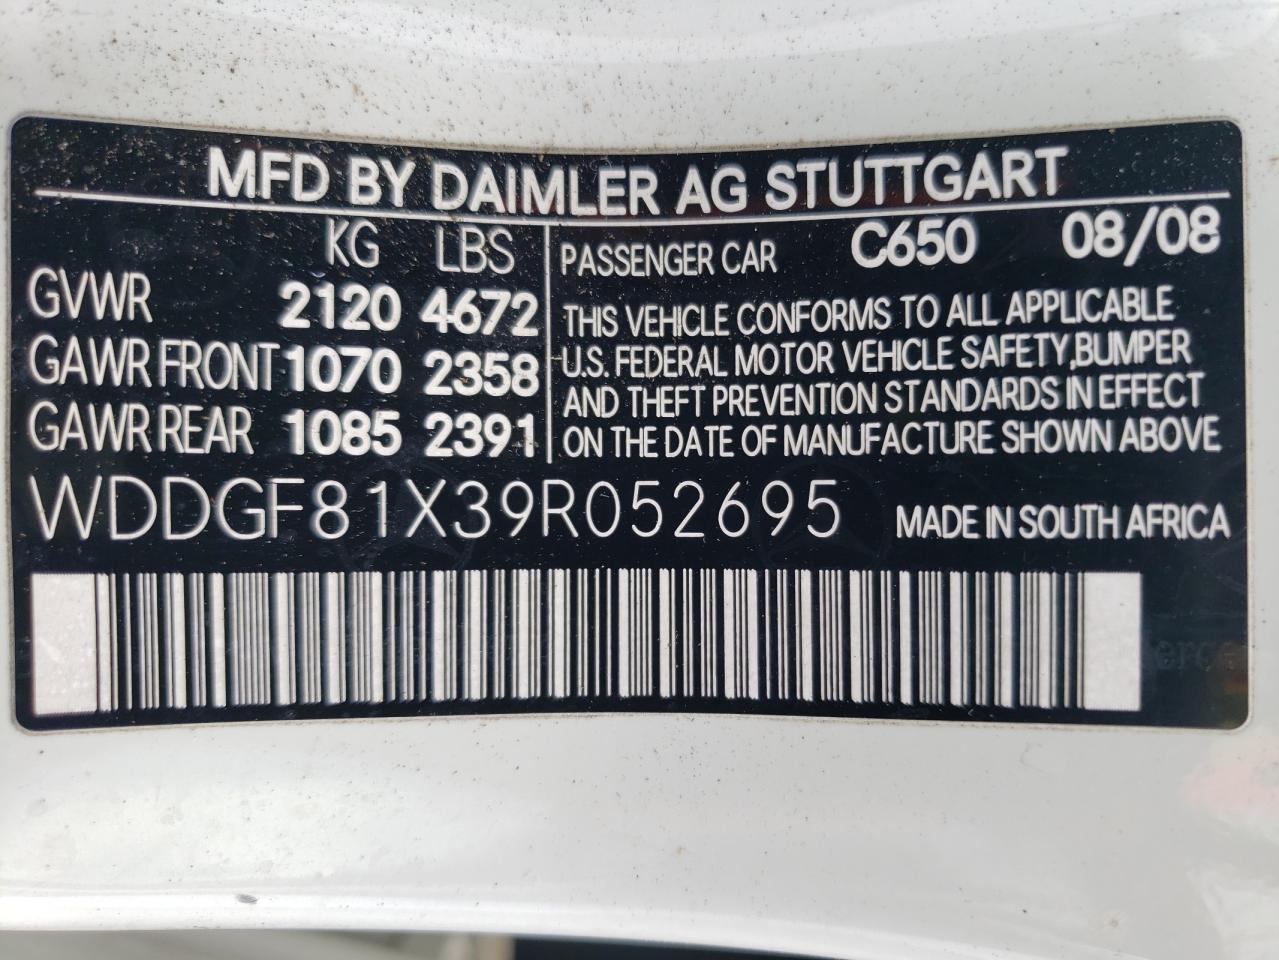 MFD BY DAIMLER AG STUTTGART
KG LBS
GVWR 2120 4672
GAWR FRONT 1070 2358
GAWR REAR 1085 2391
PASSENGER CAR C650 08/08
THIS VEHICLE CONFORMS TO ALL APPLICABLE
U.S. FEDERAL MOTOR VEHICLE SAFETY,BUMPER
AND THEFT PREVENTION STANDARDS IN EFFECT
ON THE DATE OF MANUFACTURE SHOWN ABOVE
WDDGF81X39R052695 MADE IN SOUTH AFRICA